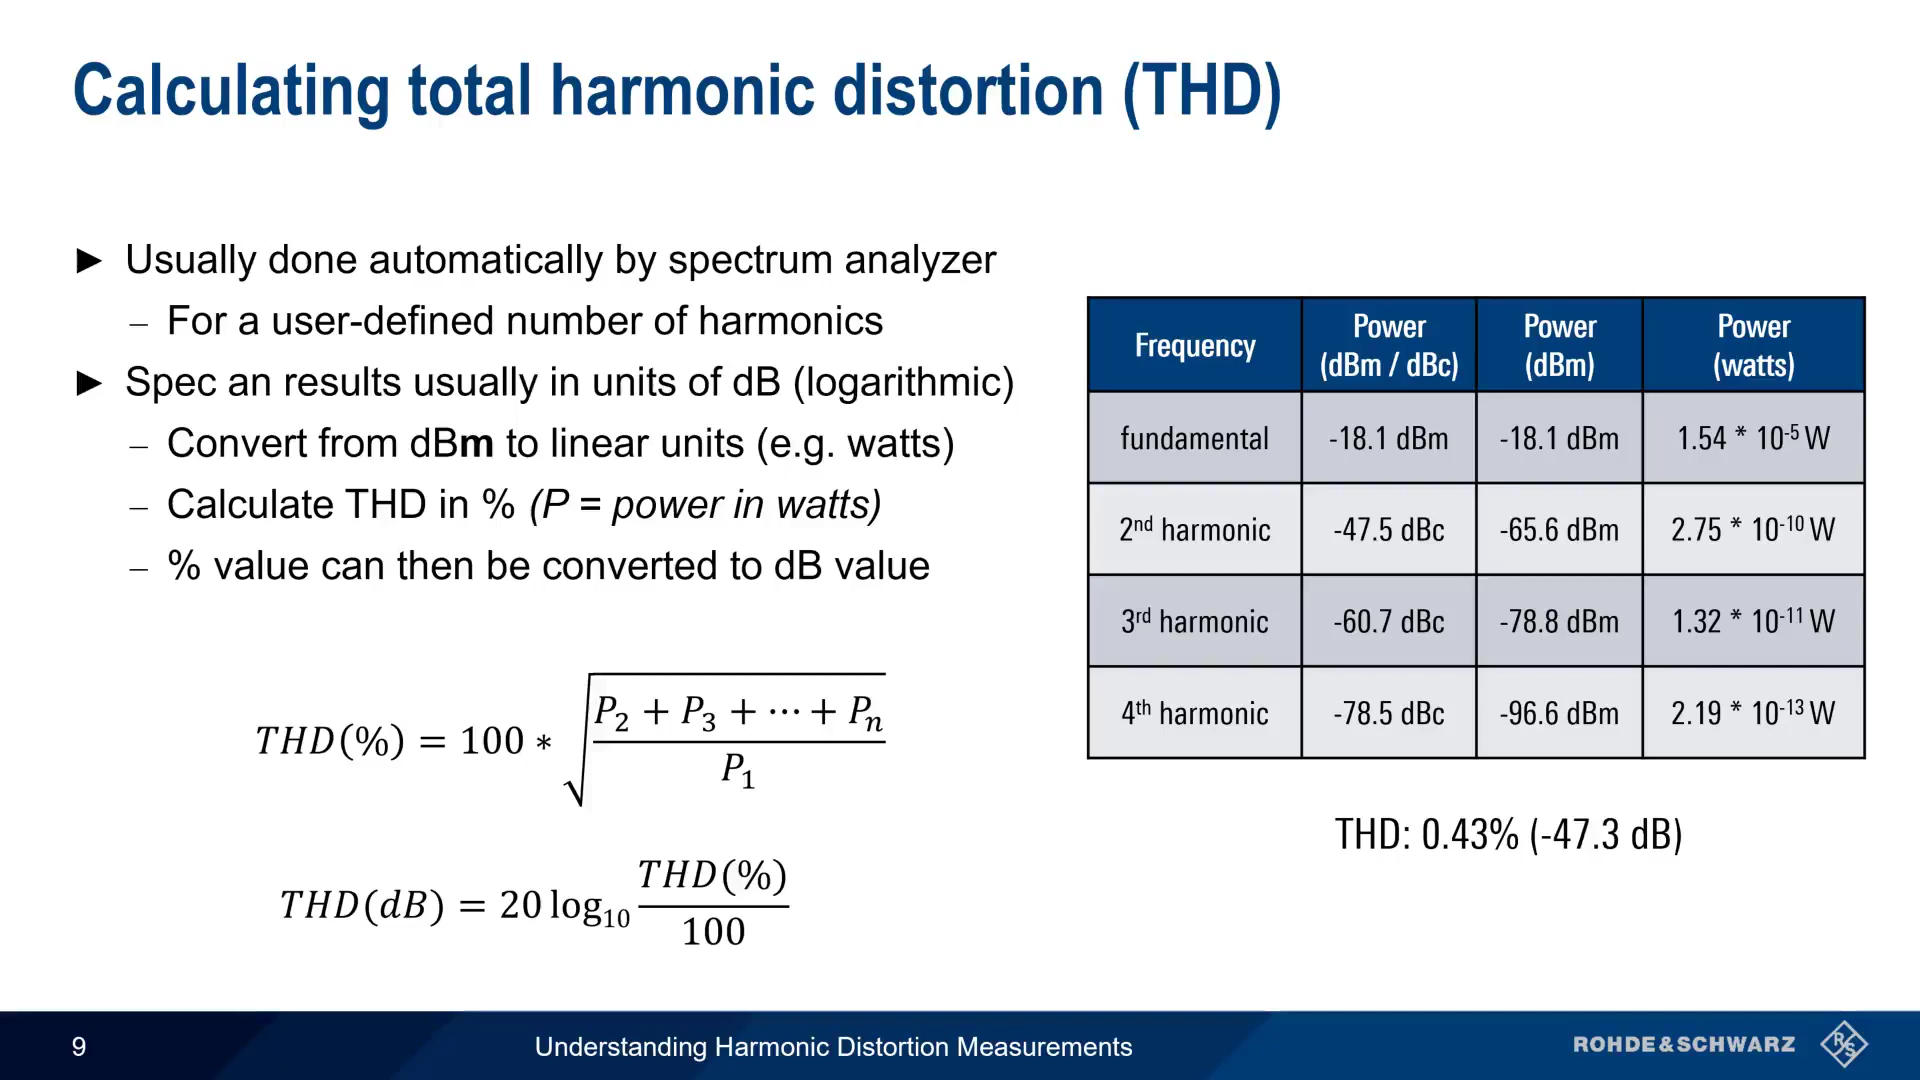 Calculating total harmonic distortion (THD)
► Usually done automatically by spectrum analyzer
– For a user-defined number of harmonics
► Spec an results usually in units of dB (logarithmic)
– Convert from dBm to linear units (e.g. watts)
– Calculate THD in % (P = power in watts)
– % value can then be converted to dB value
THD(%) = 100 ∗ √((P₂ + P₃ + ⋯ + Pₙ)/P₁)
THD(dB) = 20 log₁₀ (THD(%)/100)
Frequency | Power (dBm / dBc) | Power (dBm) | Power (watts)
fundamental | -18.1 dBm | -18.1 dBm | 1.54 * 10⁻⁵ W
2ⁿᵈ harmonic | -47.5 dBc | -65.6 dBm | 2.75 * 10⁻¹⁰ W
3ʳᵈ harmonic | -60.7 dBc | -78.8 dBm | 1.32 * 10⁻¹¹ W
4ᵗʰ harmonic | -78.5 dBc | -96.6 dBm | 2.19 * 10⁻¹³ W
THD: 0.43% (-47.3 dB)
9
Understanding Harmonic Distortion Measurements
ROHDE&SCHWARZ
R&S